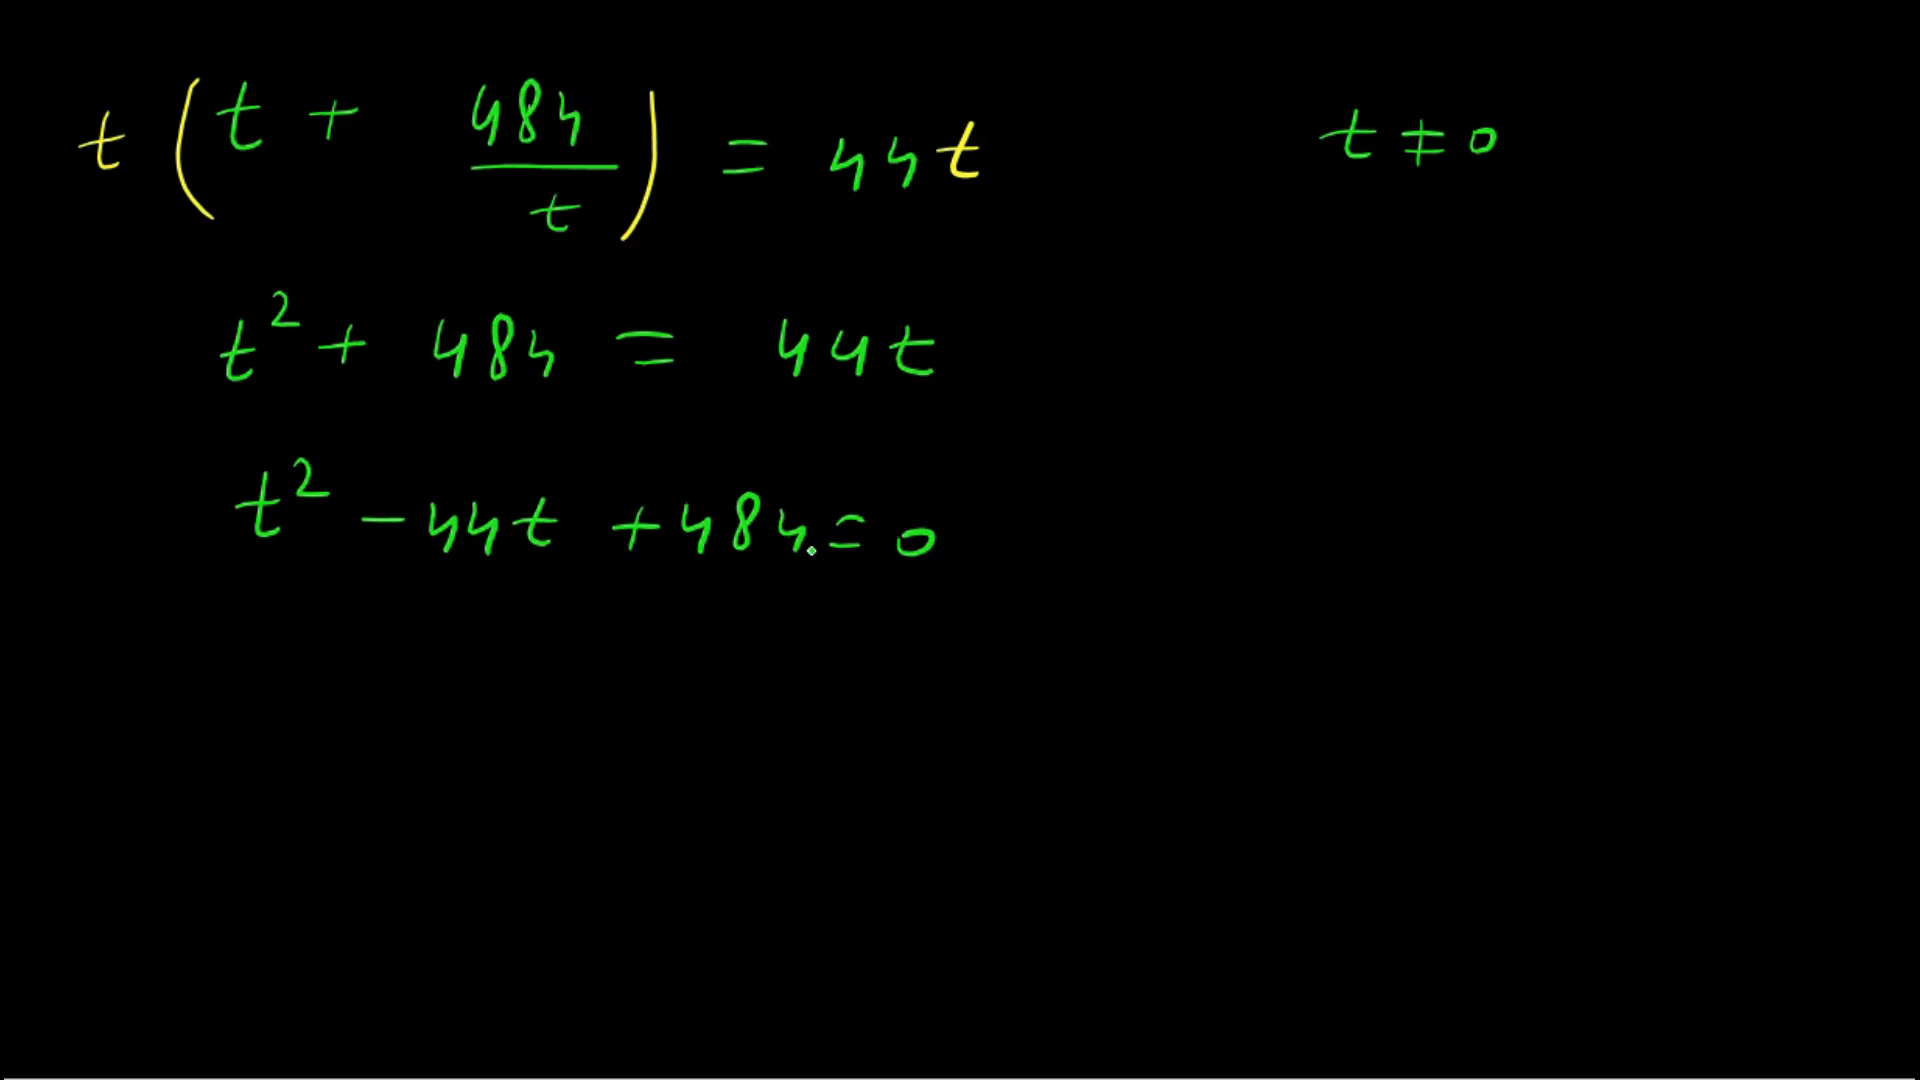 t ( t + 484/t ) = 44t
t ≠ 0
t² + 484 = 44t
t² - 44t + 484 = 0